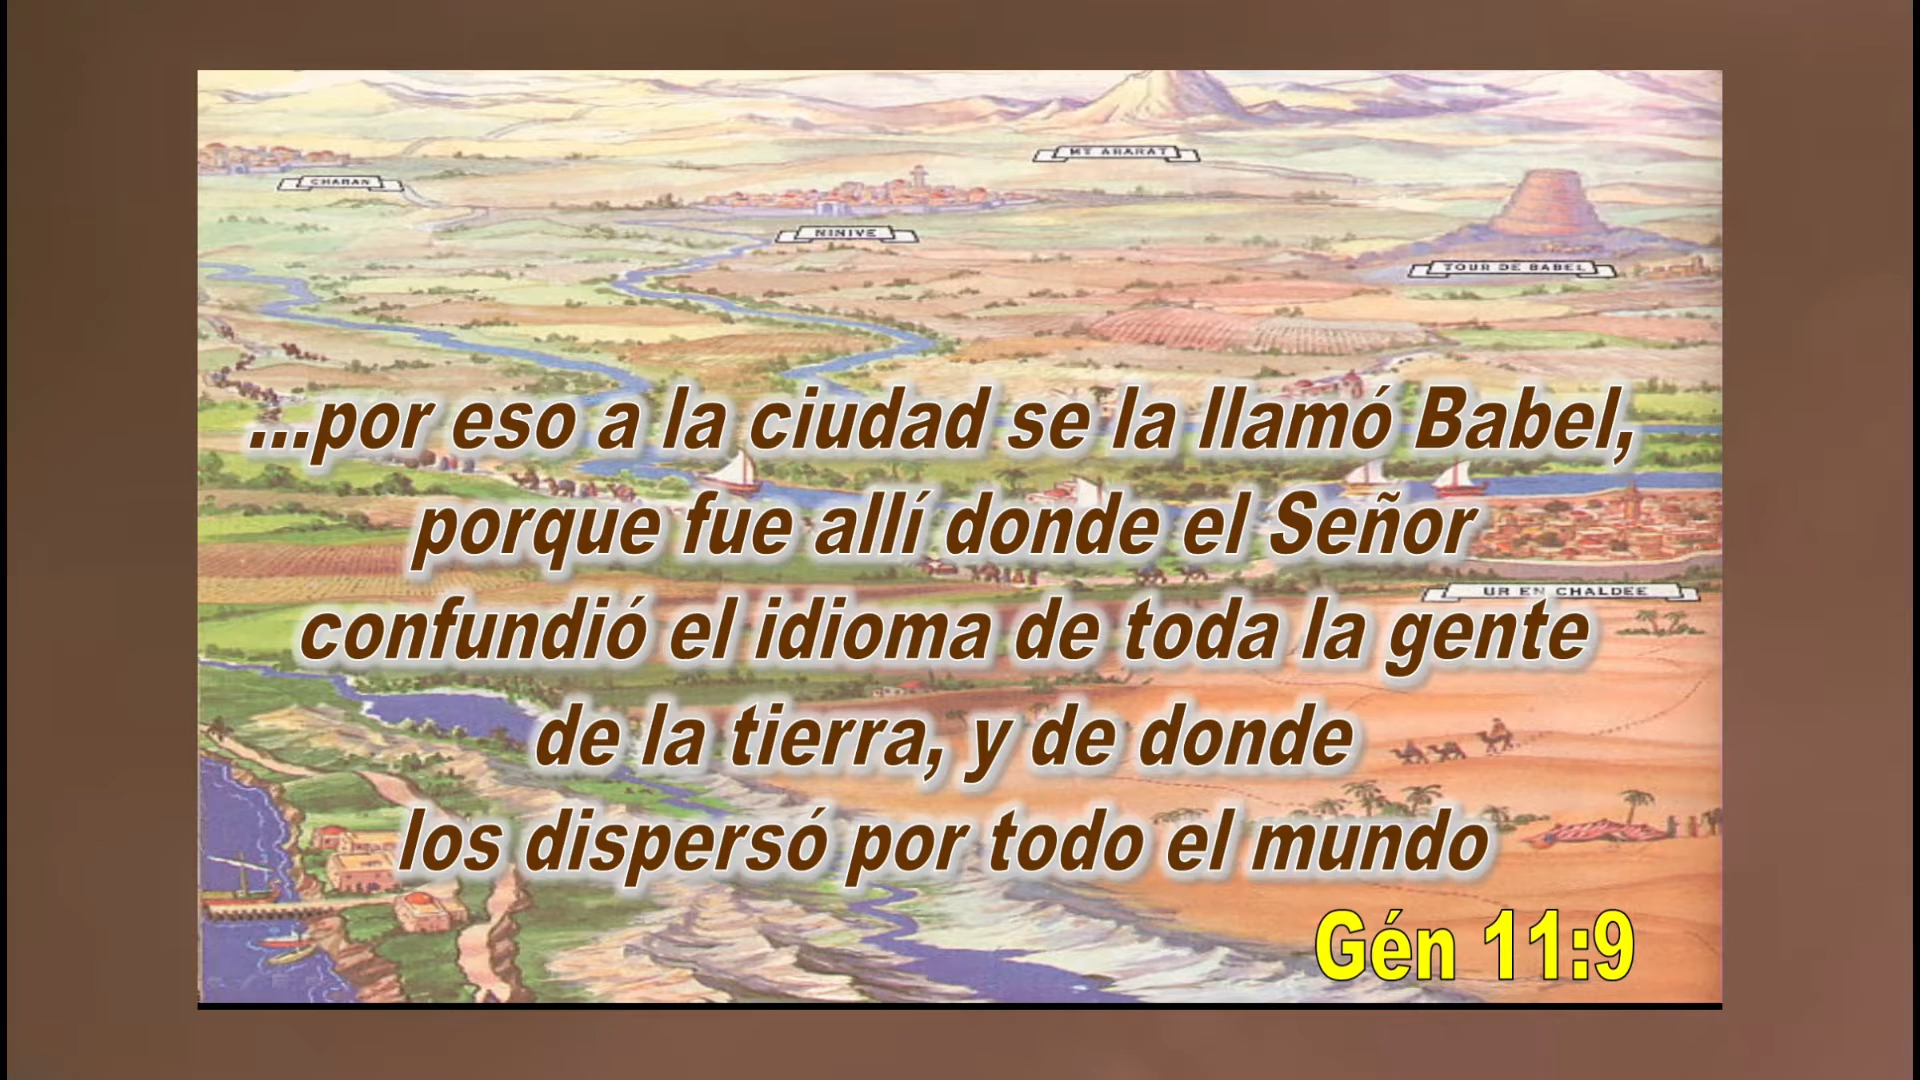 MT ARARAT
CHARAN
NINIVE
TOUR DE BABEL
...por eso a la ciudad se la llamó Babel,
porque fue allí donde el Señor
UR EN CHALDEE
confundió el idioma de toda la gente
de la tierra, y de donde
los dispersó por todo el mundo
Gén 11:9